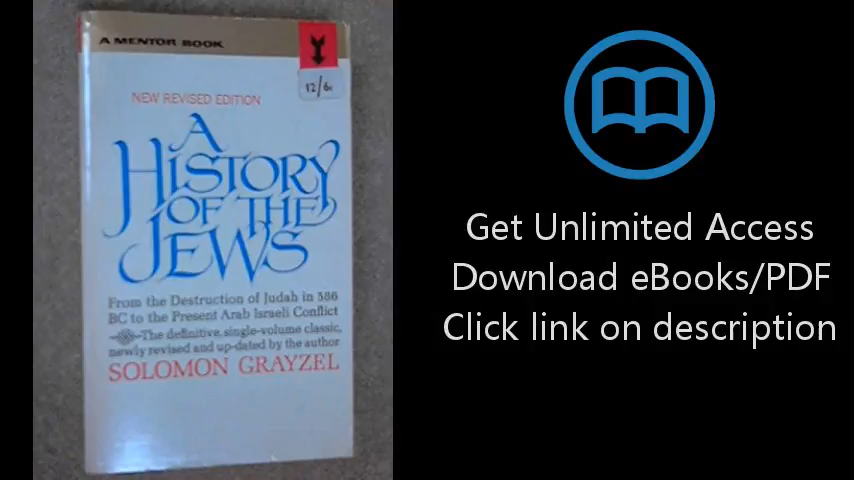 A MENTOR BOOK
12/6
NEW REVISED EDITION
A
HISTORY
OF THE
JEWS
From the Destruction of Judah in 586
BC to the Present Arab Israeli Conflict
The definitive, single-volume classic,
newly revised and up-dated by the author
SOLOMON GRAYZEL
Get Unlimited Access
Download eBooks/PDF
Click link on description